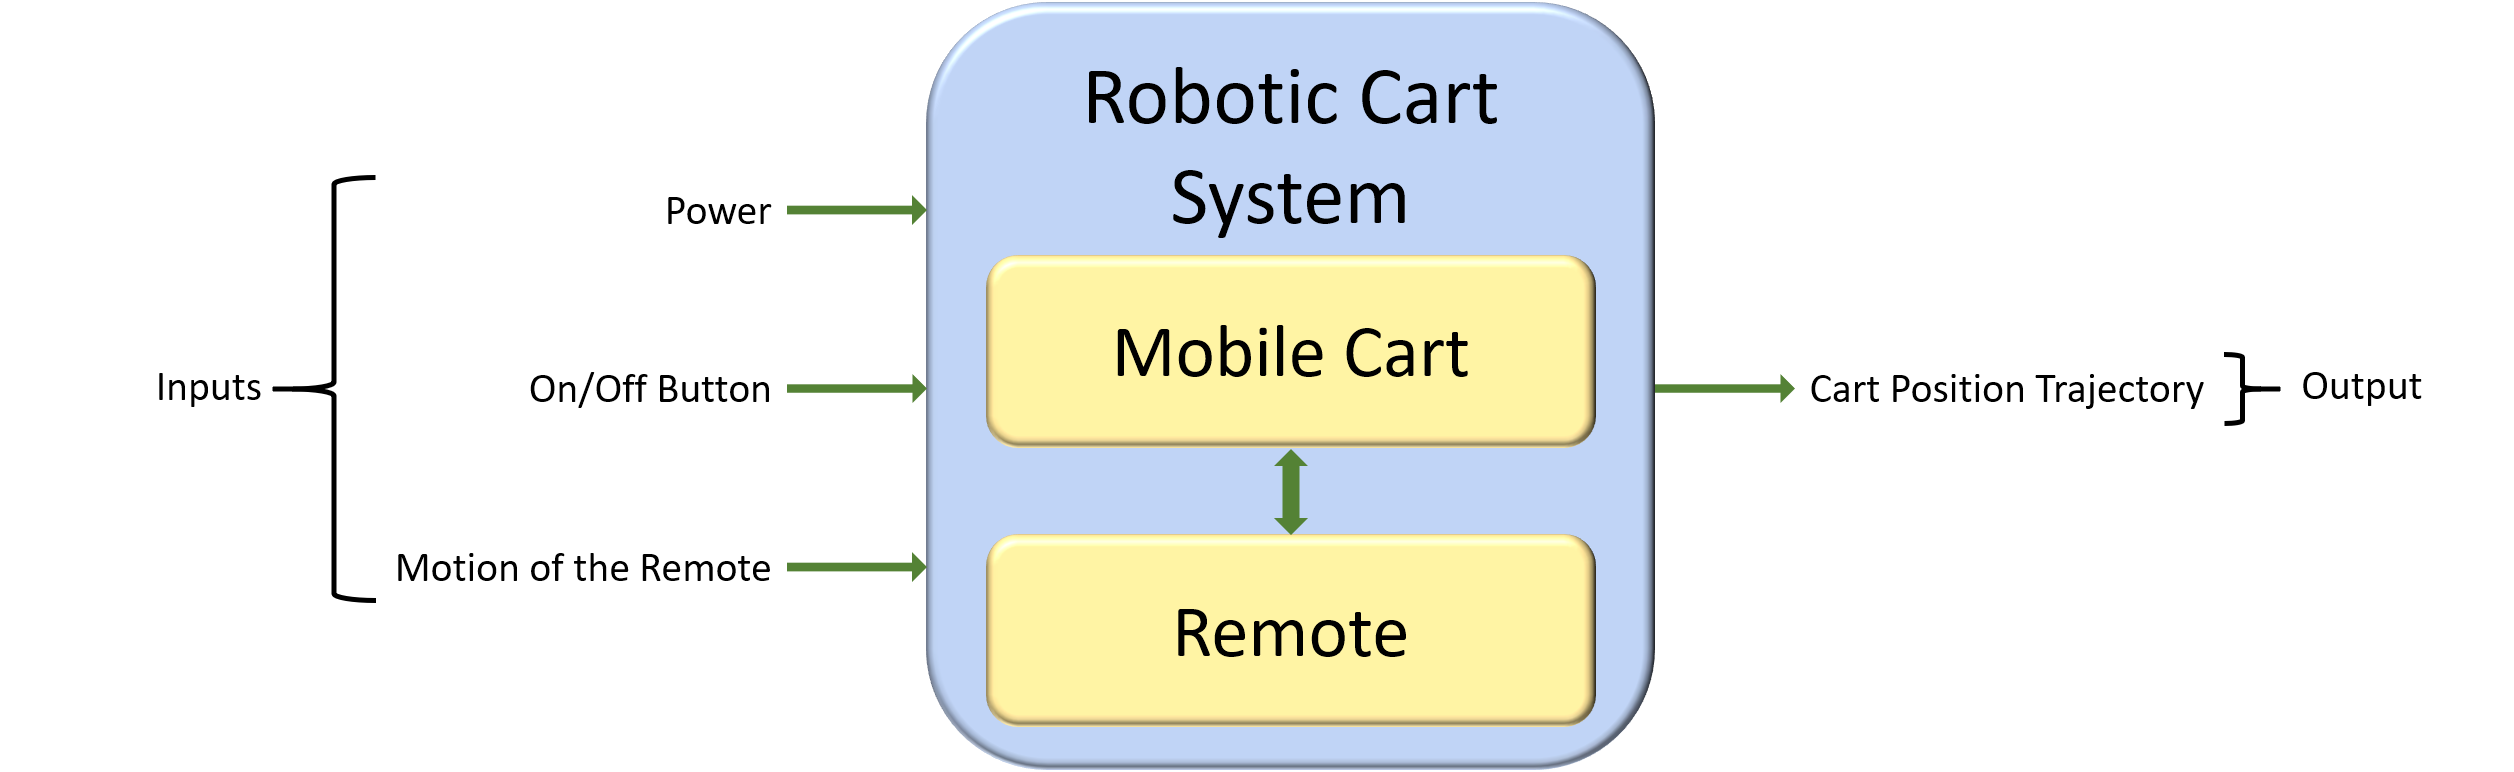 Robotic Cart
System
Power
Mobile Cart
Inputs
On/Off Button
Cart Position Trajectory
Output
Motion of the Remote
Remote